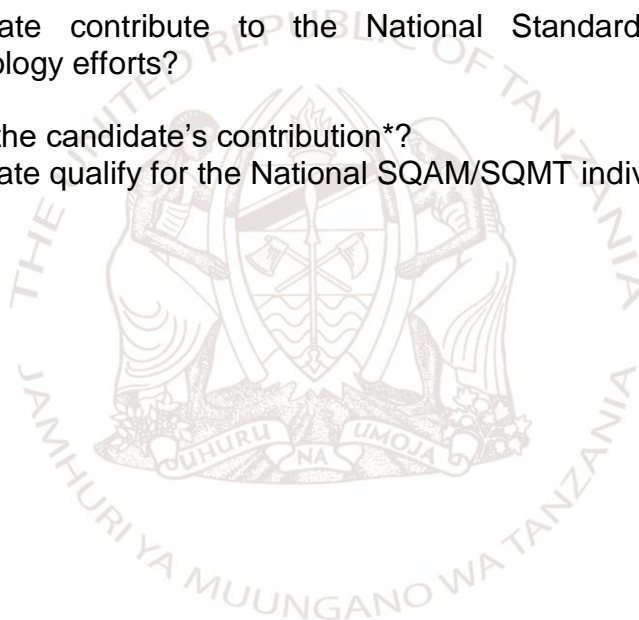 ate contribute to the National Standard
ology efforts?
the candidate's contribution*?
ate qualify for the National SQAM/SQMT indiv
THE UNITED REPUBLIC OF TANZANIA
UHURU NA UMOJA
JAMHURI YA MUUNGANO WA TANZANIA